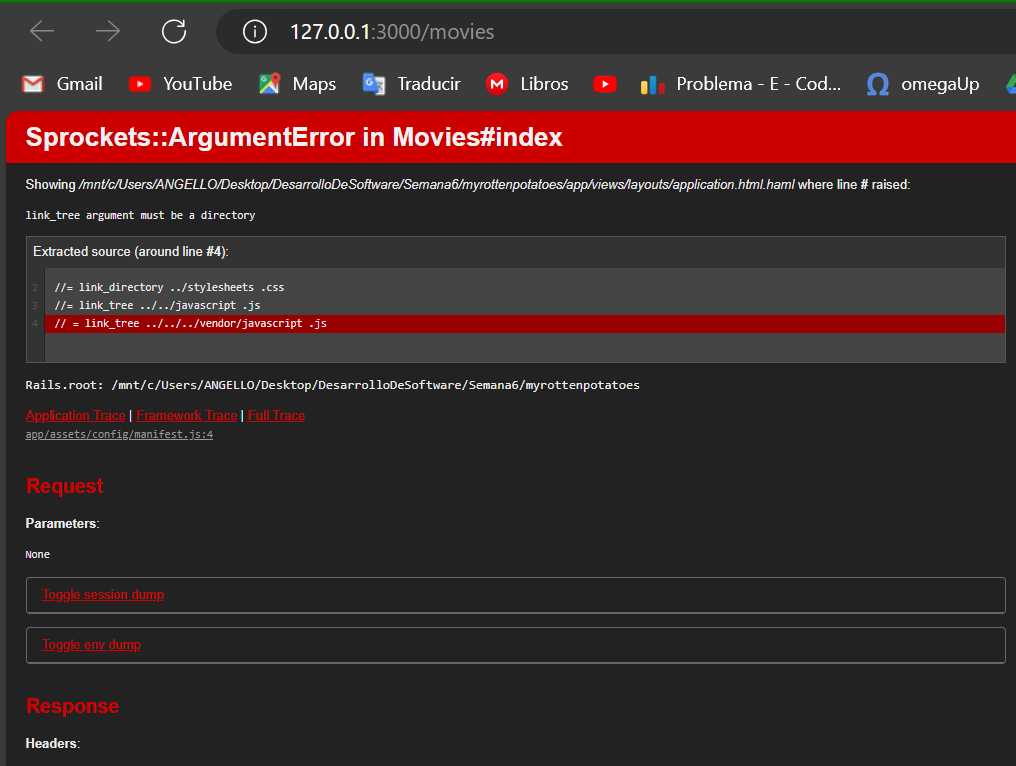 127.0.0.1:3000/movies
Gmail YouTube Maps Traducir Libros Problema - E - Cod... omegaUp
Sprockets::ArgumentError in Movies#index
Showing /mnt/c/Users/ANGELLO/Desktop/DesarrolloDeSoftware/Semana6/myrottenpotatoes/app/views/layouts/application.html.haml where line # raised:
link_tree argument must be a directory
Extracted source (around line #4):
2 //= link_directory ../stylesheets .css
3 //= link_tree ../../javascript .js
4 // = link_tree ../../../vendor/javascript .js
Rails.root: /mnt/c/Users/ANGELLO/Desktop/DesarrolloDeSoftware/Semana6/myrottenpotatoes
Application Trace | Framework Trace | Full Trace
app/assets/config/manifest.js:4
Request
Parameters:
None
Toggle session dump
Toggle env dump
Response
Headers: